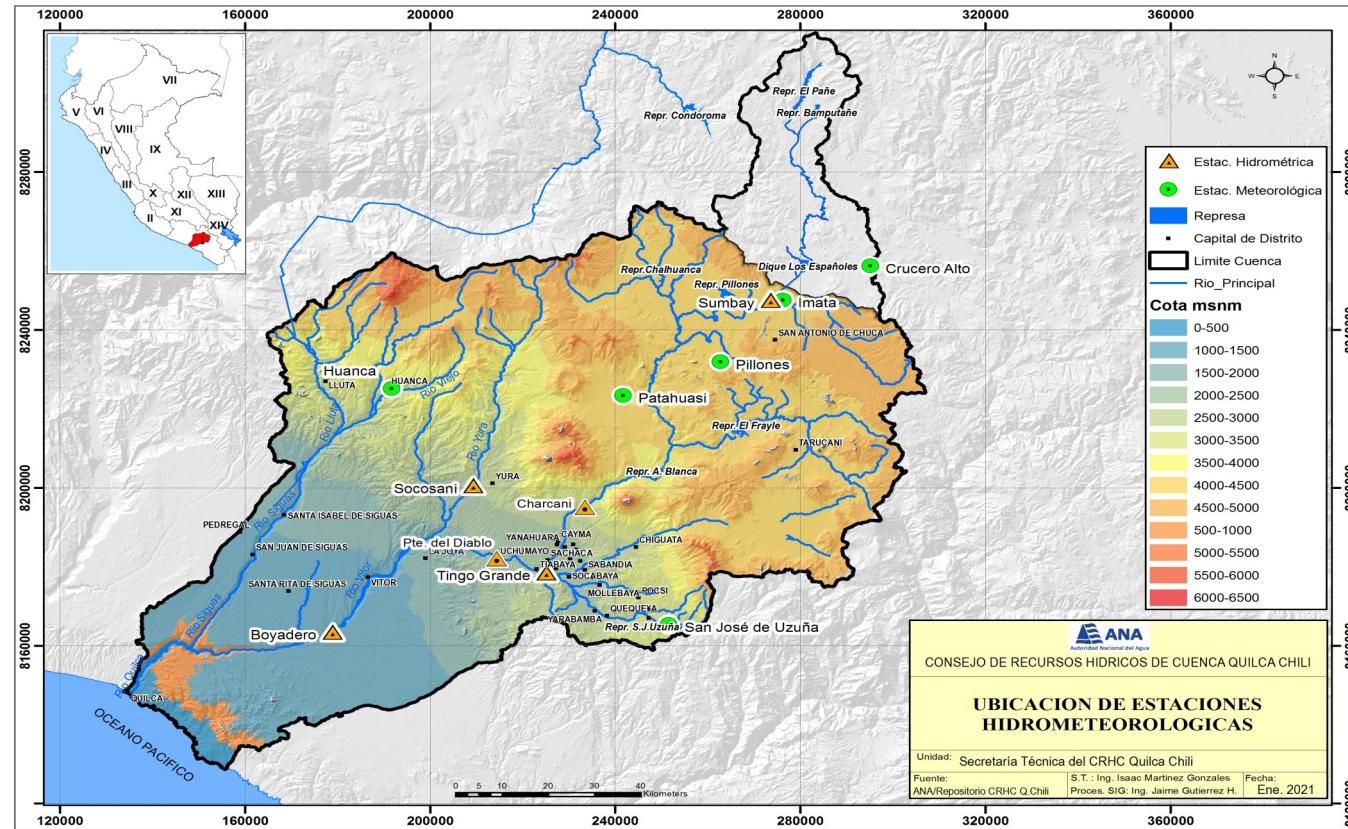 120000
160000
200000
240000
280000
320000
360000
VII
VI
V
VIII
IV
IX
III
X
XII
XIII
II
XI
XIV
I
N
W
E
S
Repr. El Pañe
Repr. Bamputañe
Repr. Condoroma
8280000
8240000
8200000
8160000
Estac. Hidrométrica
Estac. Meteorológica
Represa
Capital de Distrito
Limite Cuenca
Rio_Principal
Cota msnm
0-500
1000-1500
1500-2000
2000-2500
2500-3000
3000-3500
3500-4000
4000-4500
4500-5000
500-1000
5000-5500
5500-6000
6000-6500
Repr.Chalhuanca
Dique Los Españoles
Crucero Alto
Repr. Pillones
Sumbay
Imata
SAN ANTONIO DE CHUCA
Huanca
LLUTA
HUANCA
Rio Viejo
Pillones
Patahuasi
Rio Lluta
Rio Yura
Repr. El Frayle
TARUCANI
Repr. A. Blanca
YURA
Socosani
Charcani
Rio Siguas
SANTA ISABEL DE SIGUAS
PEDREGAL
Pte. del Diablo
YANAHUARA
CAYMA
CHIGUATA
SAN JUAN DE SIGUAS
LA JOYA
UCHUMAYO
SACHACA
TIABAYA
SABANDIA
Tingo Grande
SOCABAYA
SANTA RITA DE SIGUAS
VITOR
Rio Vitor
MOLLEBAYA
POCSI
QUEQUEÑA
YARABAMBA
Repr. S.J Uzuña
San José de Uzuña
Rio Siguas
Boyadero
Rio Quilca
QUILCA
OCEANO PACIFICO
0 5 10 20 30 40
Kilometers
ANA
Autoridad Nacional del Agua
CONSEJO DE RECURSOS HIDRICOS DE CUENCA QUILCA CHILI
UBICACION DE ESTACIONES
HIDROMETEOROLOGICAS
Unidad: Secretaría Técnica del CRHC Quilca Chili
Fuente:
ANA/Repositorio CRHC Q.Chili
S.T. : Ing. Isaac Martinez Gonzales
Proces. SIG: Ing. Jaime Gutierrez H.
Fecha:
Ene. 2021
120000
160000
200000
240000
280000
320000
360000